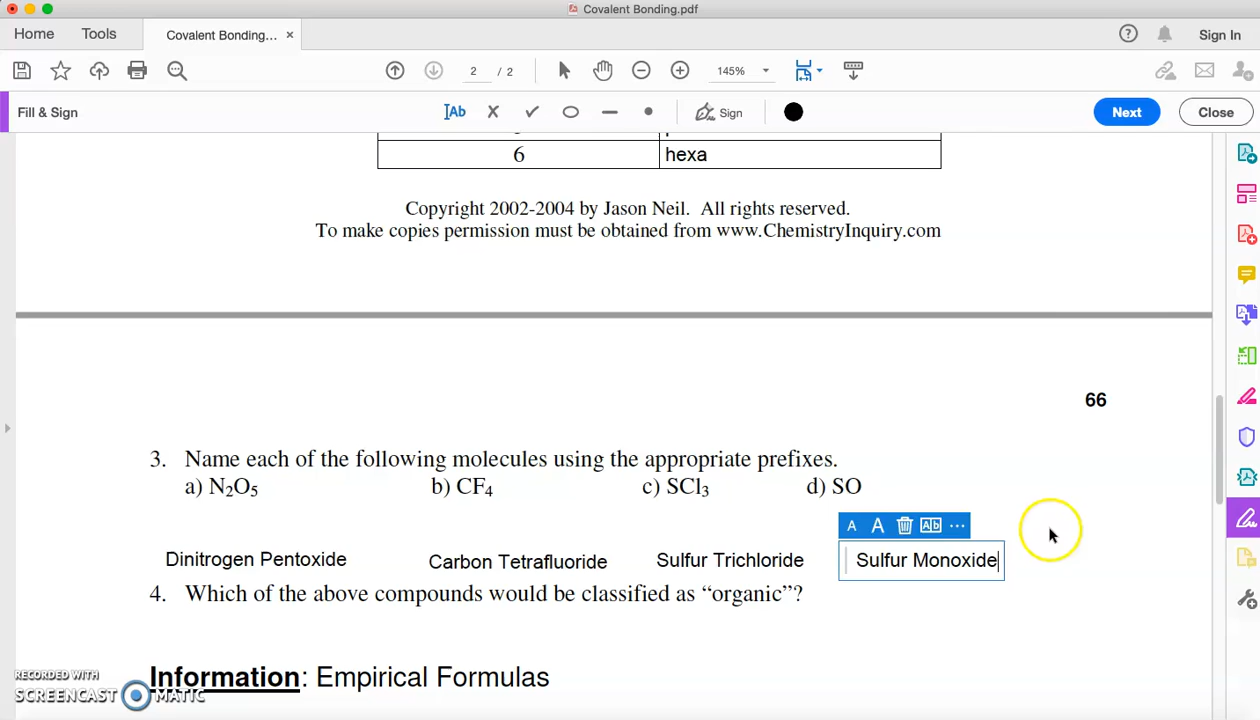 Covalent Bonding.pdf
Home Tools Covalent Bonding... × ? Sign In
2 / 2 145%
Fill & Sign Ab Sign Next Close
6 hexa
Copyright 2002-2004 by Jason Neil. All rights reserved.
To make copies permission must be obtained from www.ChemistryInquiry.com
66
3. Name each of the following molecules using the appropriate prefixes.
a) N₂O₅ b) CF₄ c) SCl₃ d) SO
A A Ab ...
Dinitrogen Pentoxide Carbon Tetrafluoride Sulfur Trichloride Sulfur Monoxide
4. Which of the above compounds would be classified as “organic”?
Information: Empirical Formulas
RECORDED WITH
SCREENCAST MATIC